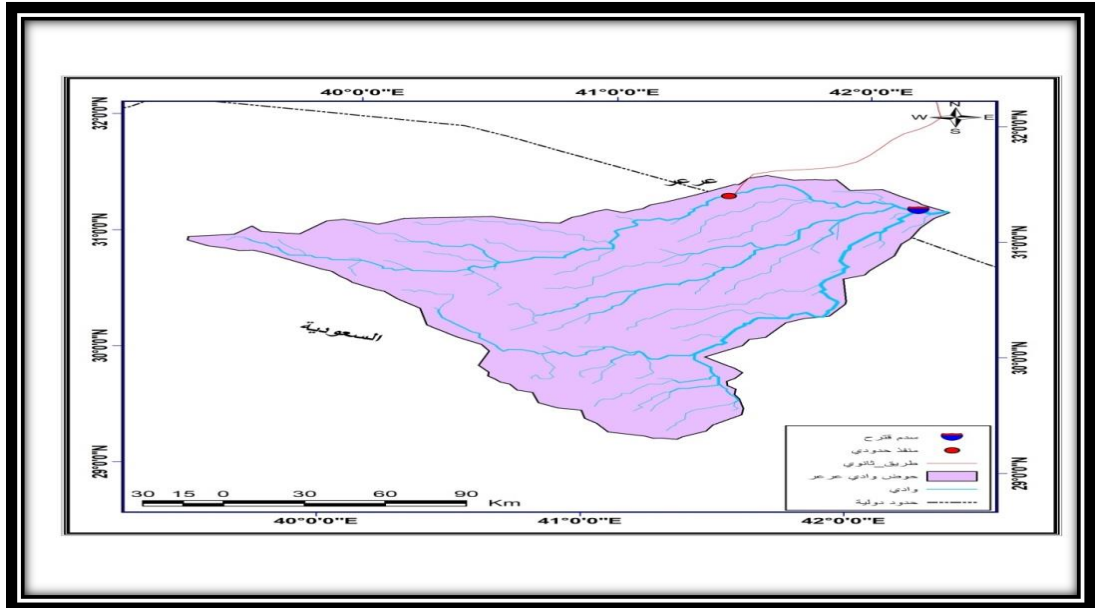 40°0'0"E 41°0'0"E 42°0'0"E
N
W E
S
32°0'0"N
32°0'0"N
عرعر
31°0'0"N
31°0'0"N
السعودية
30°0'0"N
30°0'0"N
29°0'0"N
29°0'0"N
سدم قترح
منفذ حدودي
طريق_ثانوي
حوض وادي عرعر
وادي
حدود دولية
30 15 0 30 60 90
Km
40°0'0"E 41°0'0"E 42°0'0"E